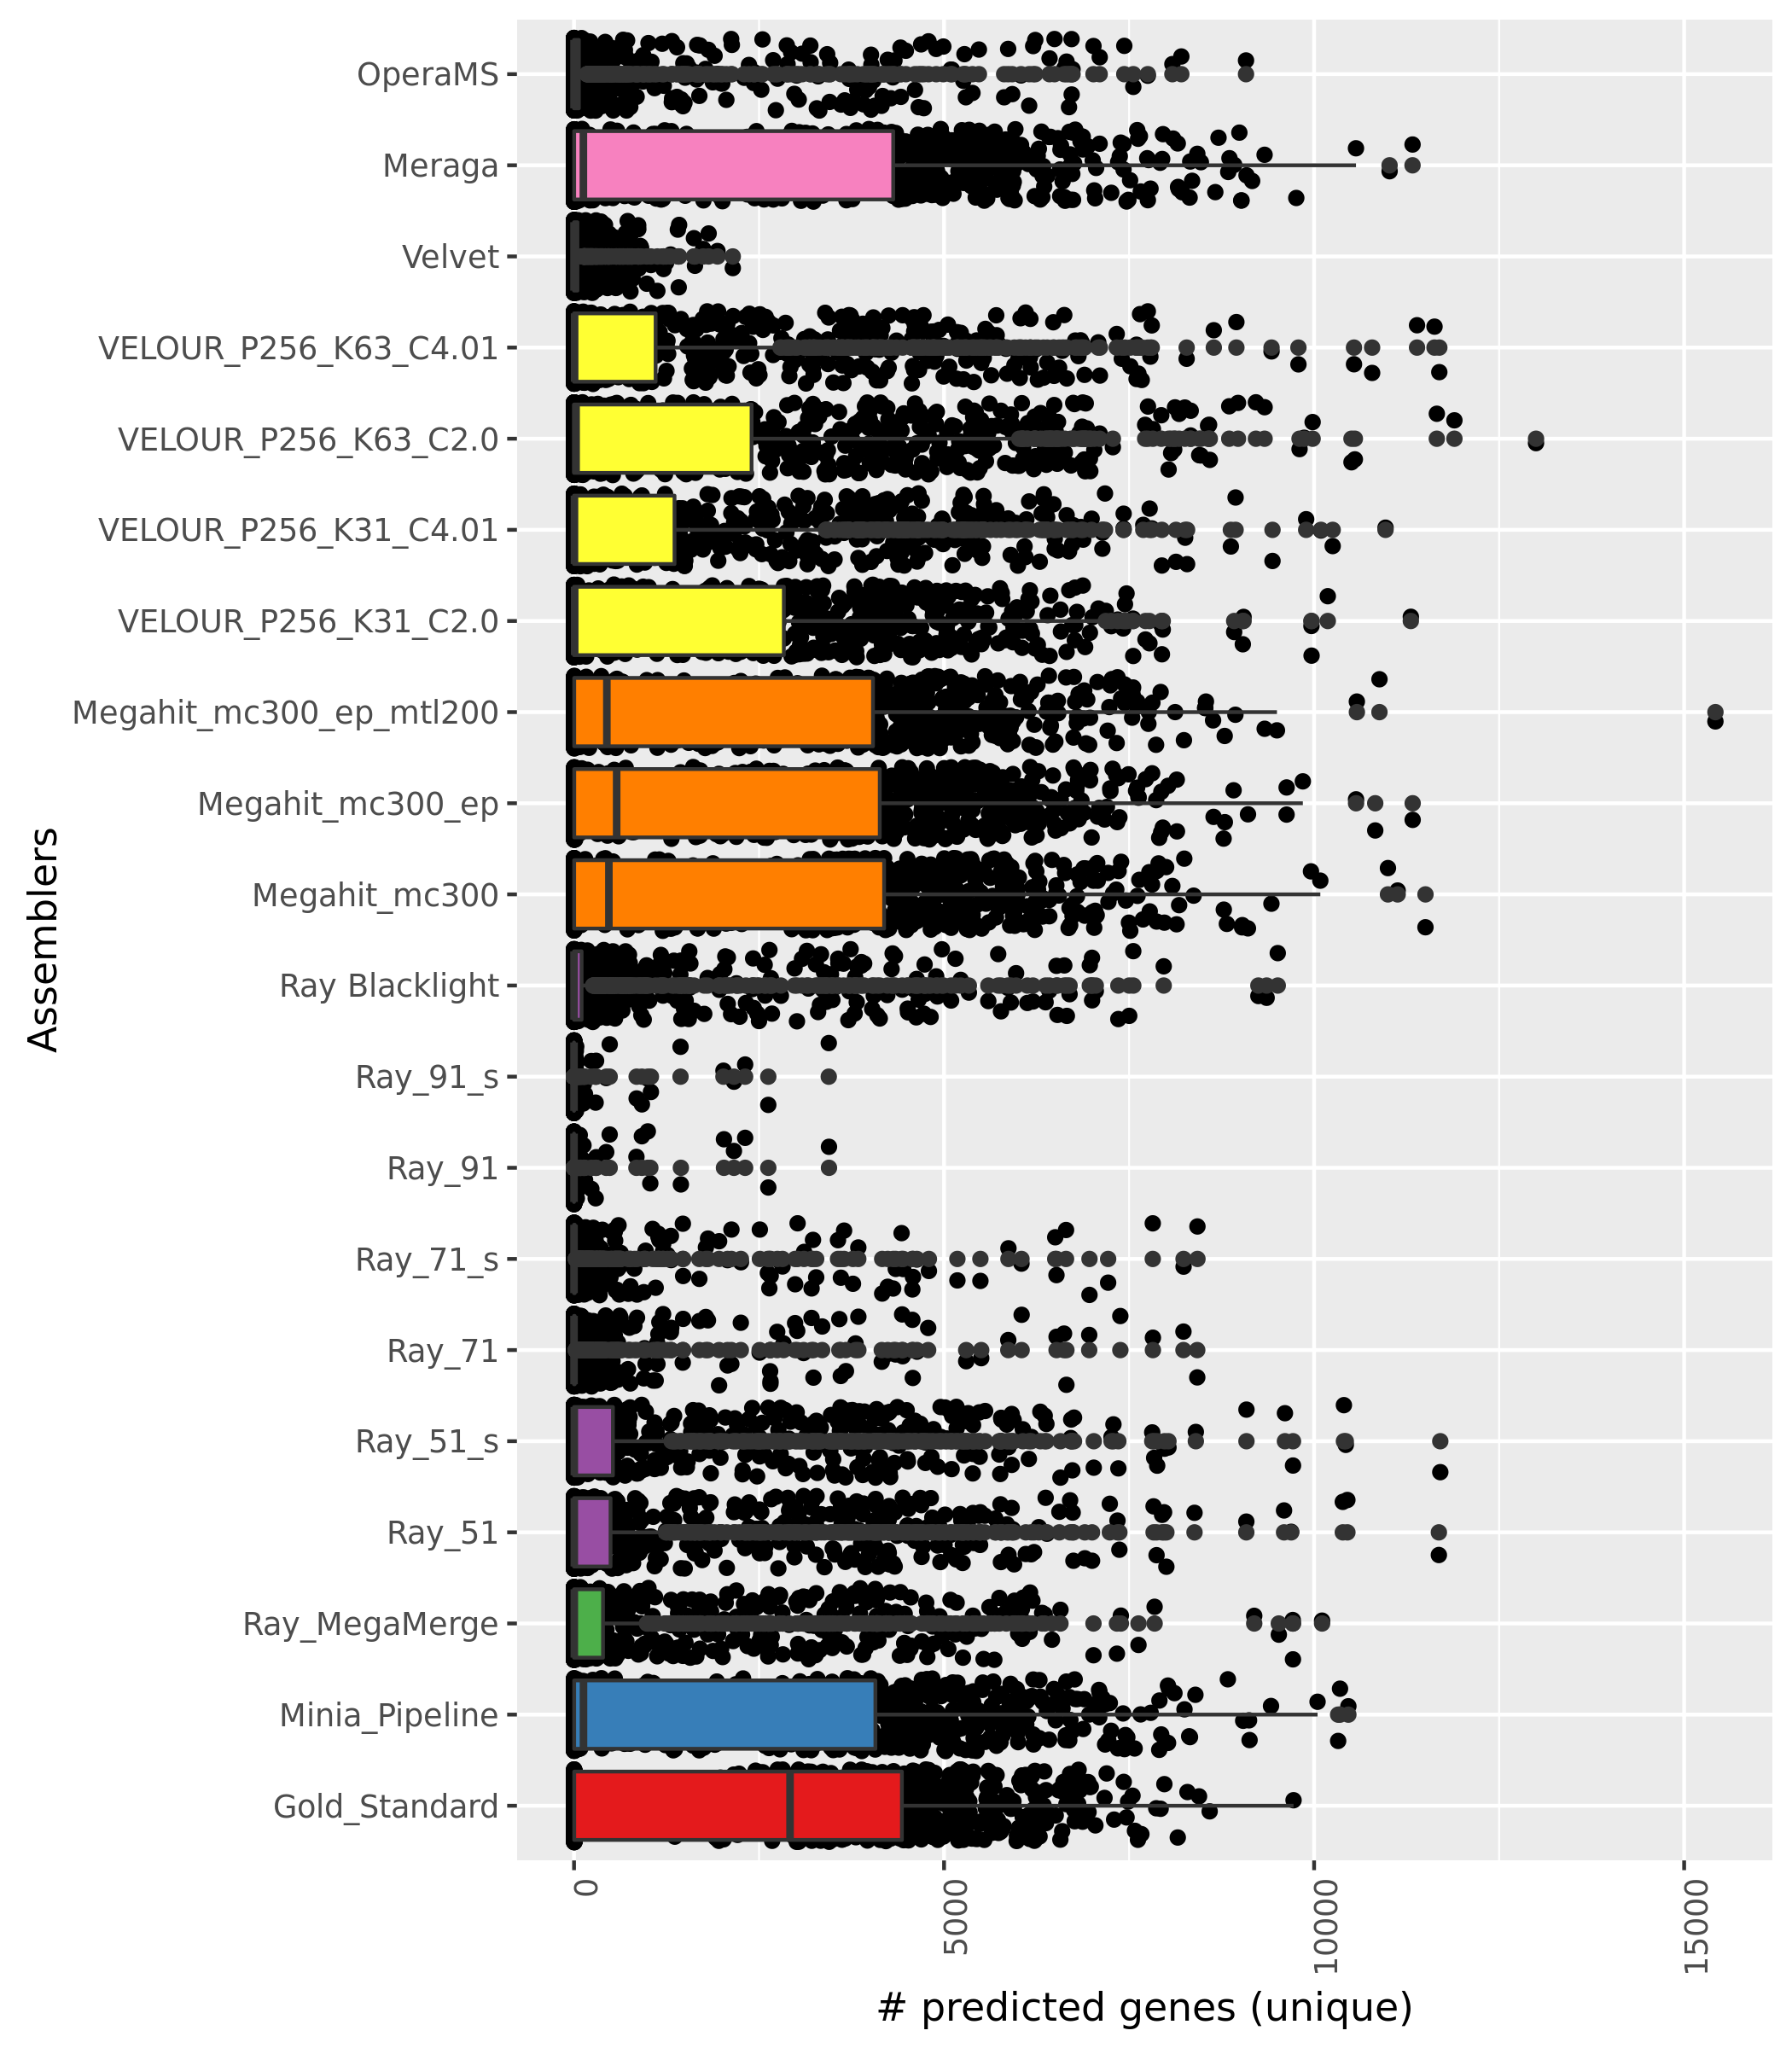 OperaMS
Meraga
Velvet
VELOUR_P256_K63_C4.01
VELOUR_P256_K63_C2.0
VELOUR_P256_K31_C4.01
VELOUR_P256_K31_C2.0
Megahit_mc300_ep_mtl200
Megahit_mc300_ep
Megahit_mc300
Ray Blacklight
Ray_91_s
Ray_91
Ray_71_s
Ray_71
Ray_51_s
Ray_51
Ray_MegaMerge
Minia_Pipeline
Gold_Standard
Assemblers
0
5000
10000
15000
# predicted genes (unique)